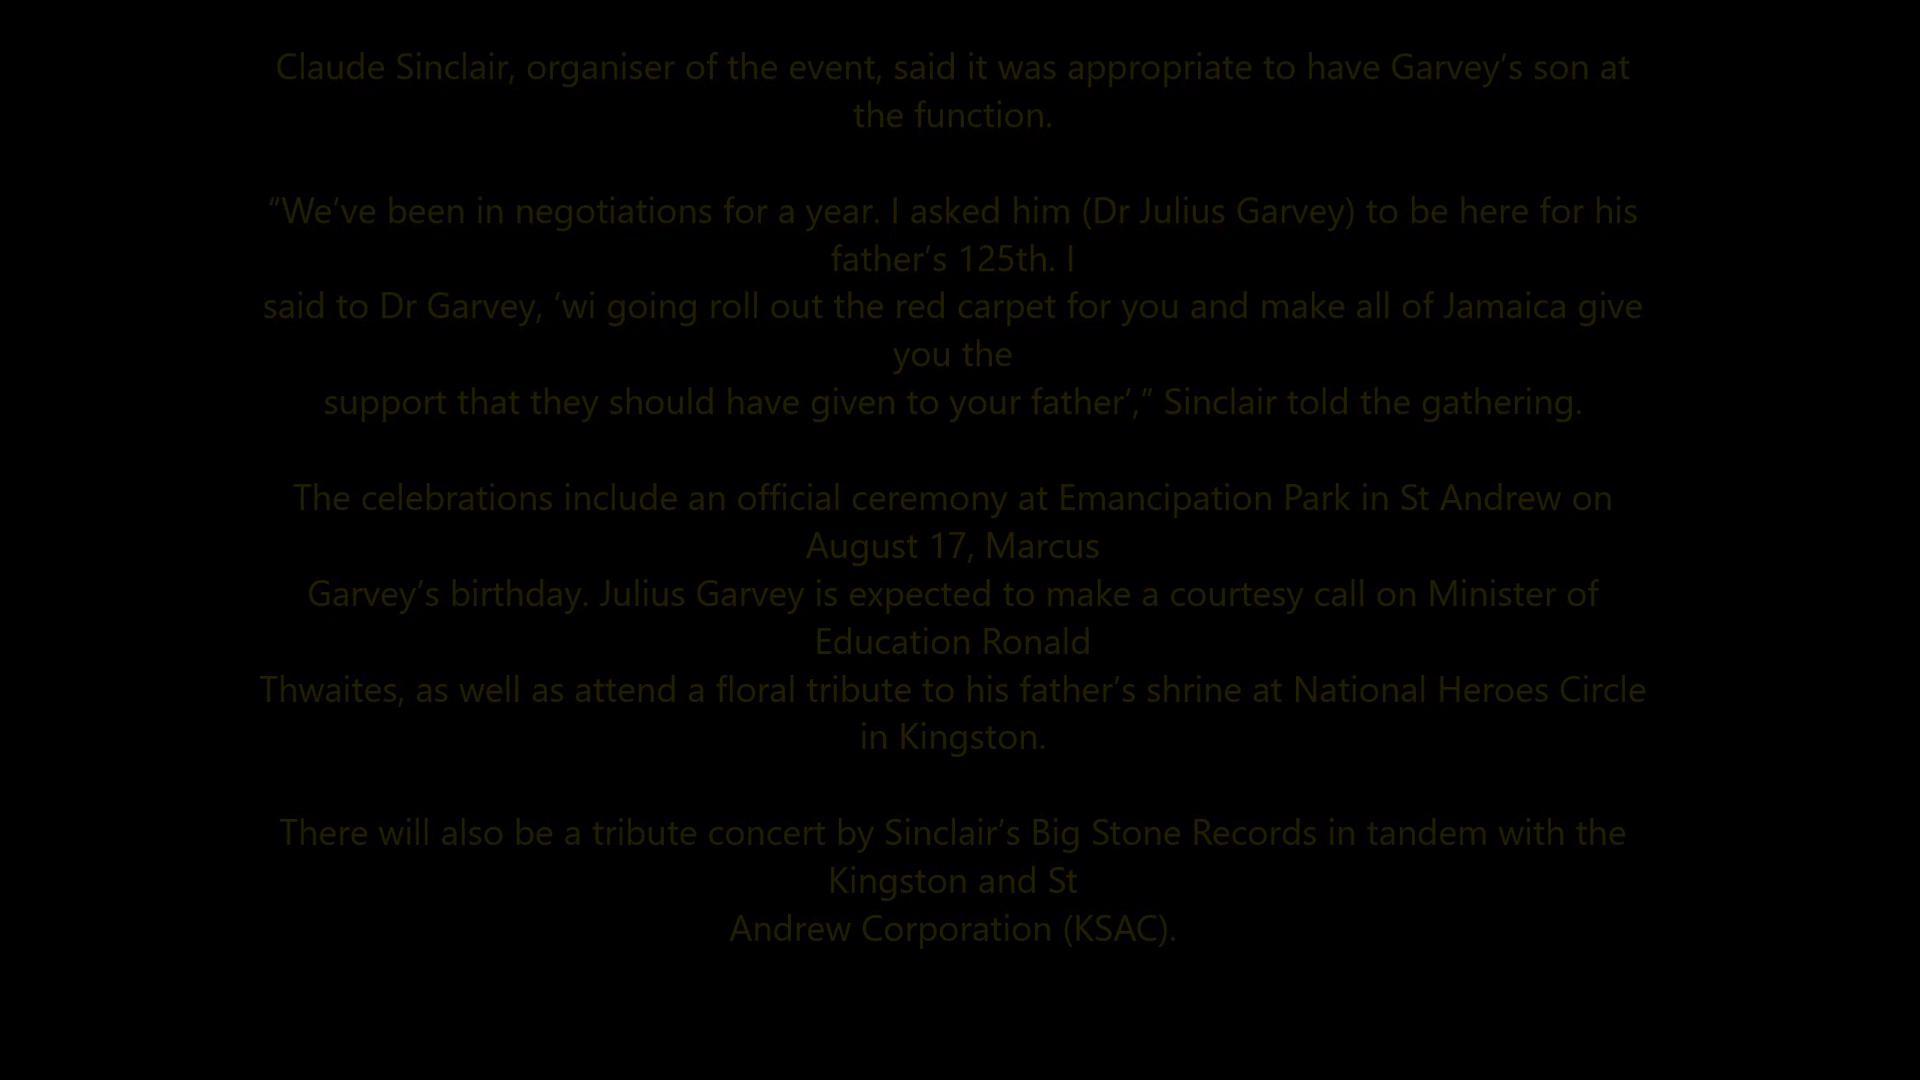 Claude Sinclair, organiser of the event, said it was appropriate to have Garvey’s son at
the function.
“We’ve been in negotiations for a year. I asked him (Dr Julius Garvey) to be here for his
father’s 125th. I
said to Dr Garvey, ‘wi going roll out the red carpet for you and make all of Jamaica give
you the
support that they should have given to your father’,” Sinclair told the gathering.
The celebrations include an official ceremony at Emancipation Park in St Andrew on
August 17, Marcus
Garvey’s birthday. Julius Garvey is expected to make a courtesy call on Minister of
Education Ronald
Thwaites, as well as attend a floral tribute to his father’s shrine at National Heroes Circle
in Kingston.
There will also be a tribute concert by Sinclair’s Big Stone Records in tandem with the
Kingston and St
Andrew Corporation (KSAC).